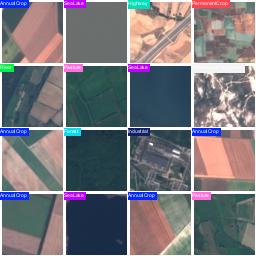 AnnualCrop
SeaLake
Highway
PermanentCrop
River
Pasture
SeaLake
AnnualCrop
Forest
Industrial
AnnualCrop
AnnualCrop
SeaLake
AnnualCrop
Pasture